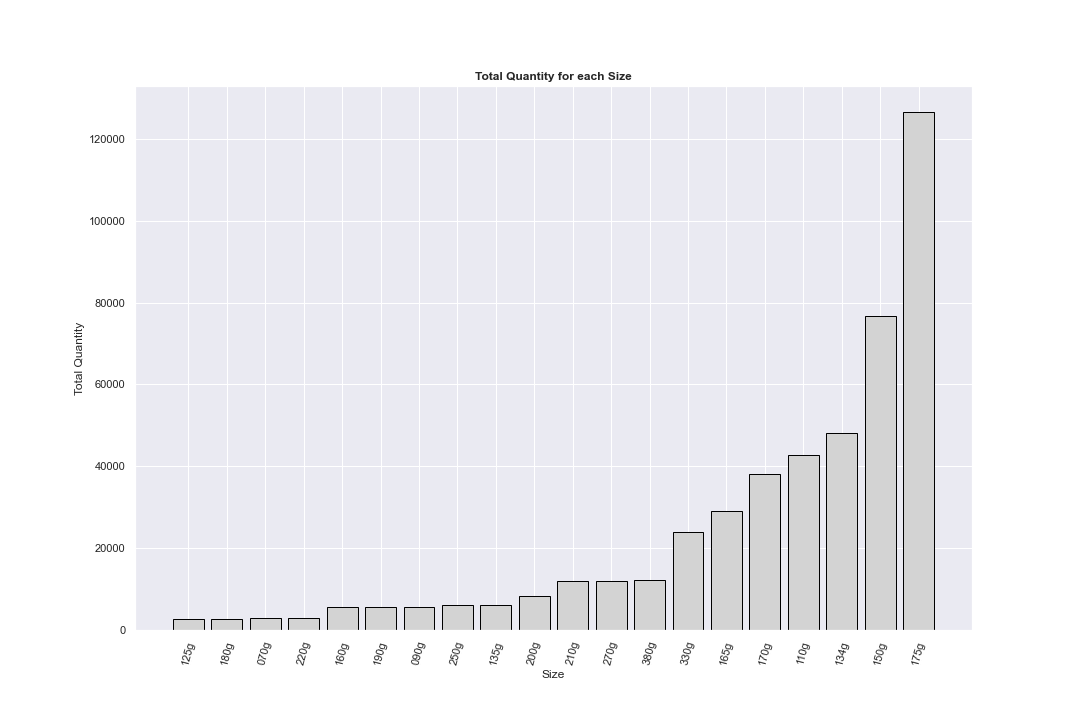 Total Quantity for each Size
120000
100000
80000
60000
40000
20000
0
Total Quantity
125g
180g
070g
220g
160g
190g
090g
250g
135g
200g
210g
270g
380g
330g
165g
170g
110g
134g
150g
175g
Size